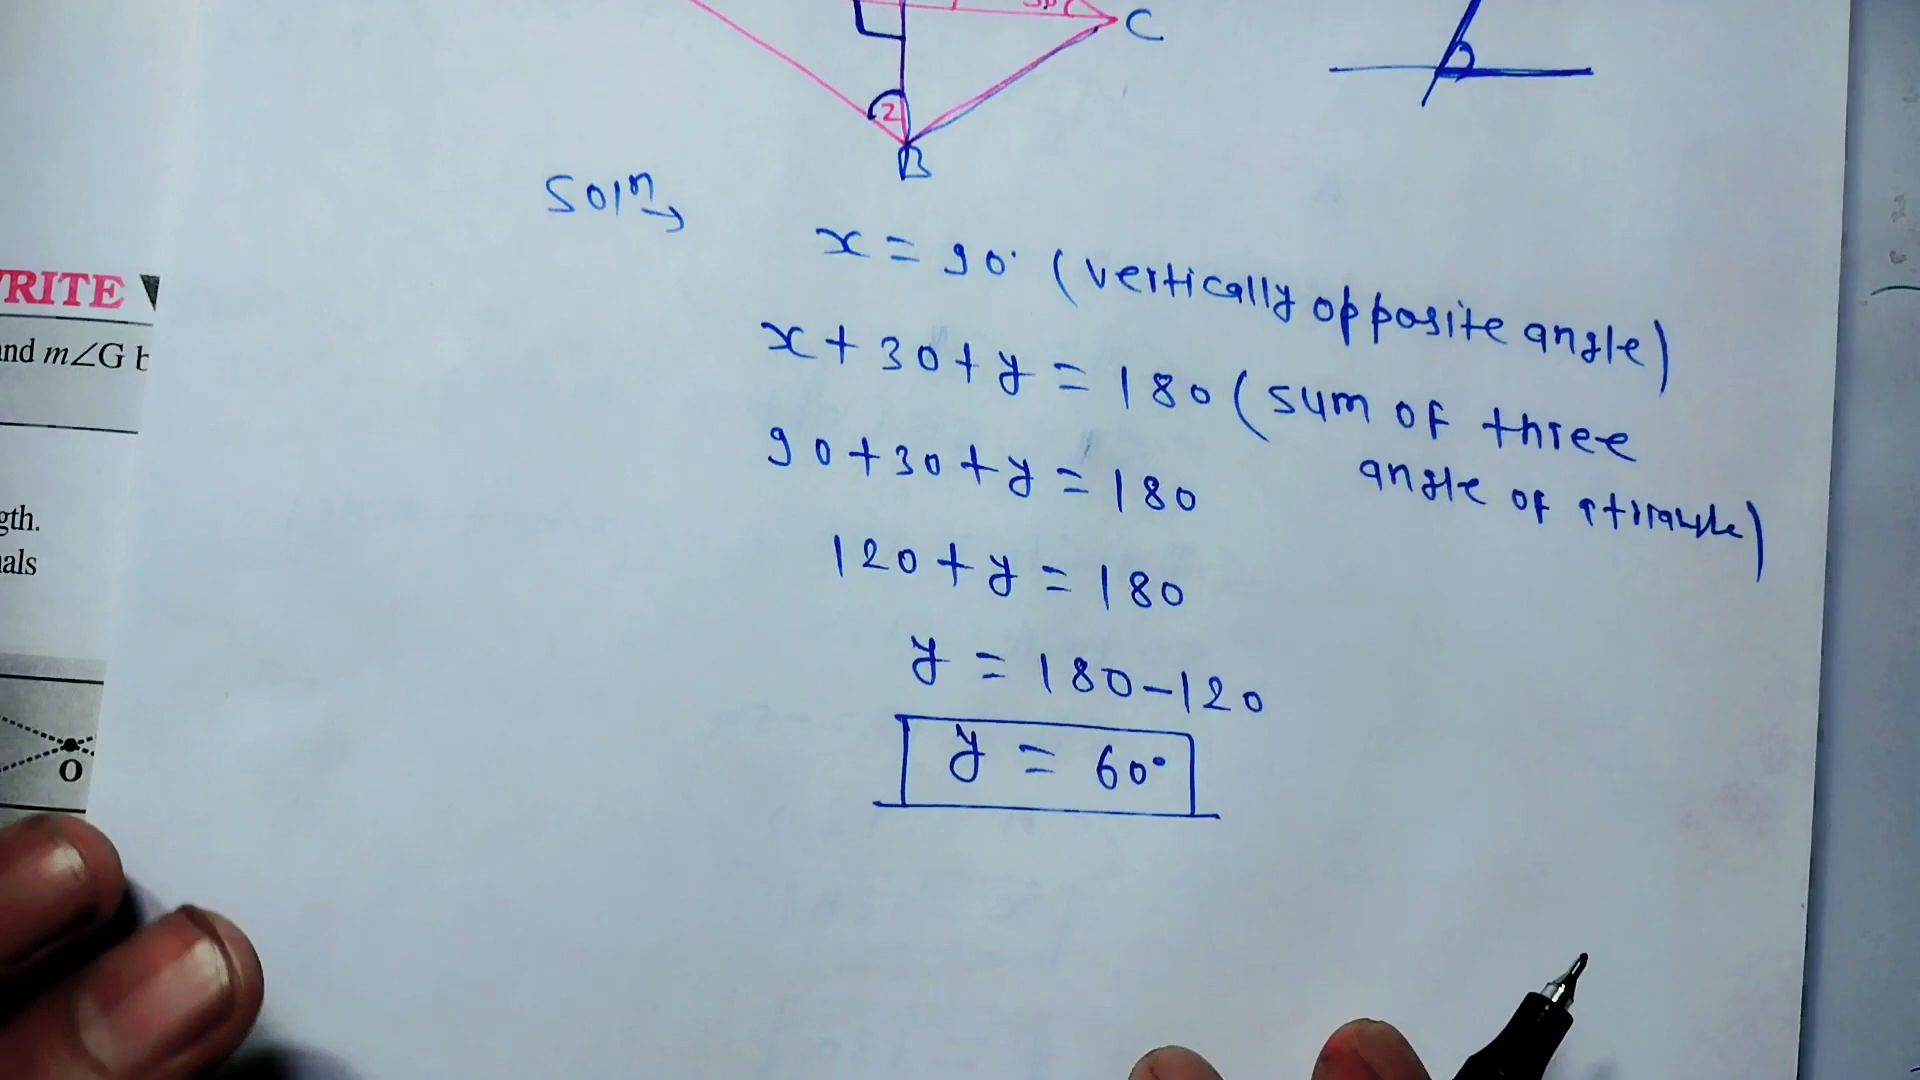 C
2
B
Solⁿ→
x = 90° (vertically opposite angle)
x + 30 + y = 180 (sum of three
angle of a triangle)
90 + 30 + y = 180
120 + y = 180
y = 180 - 120
y = 60°
RITE
and m∠G
gth.
als
O